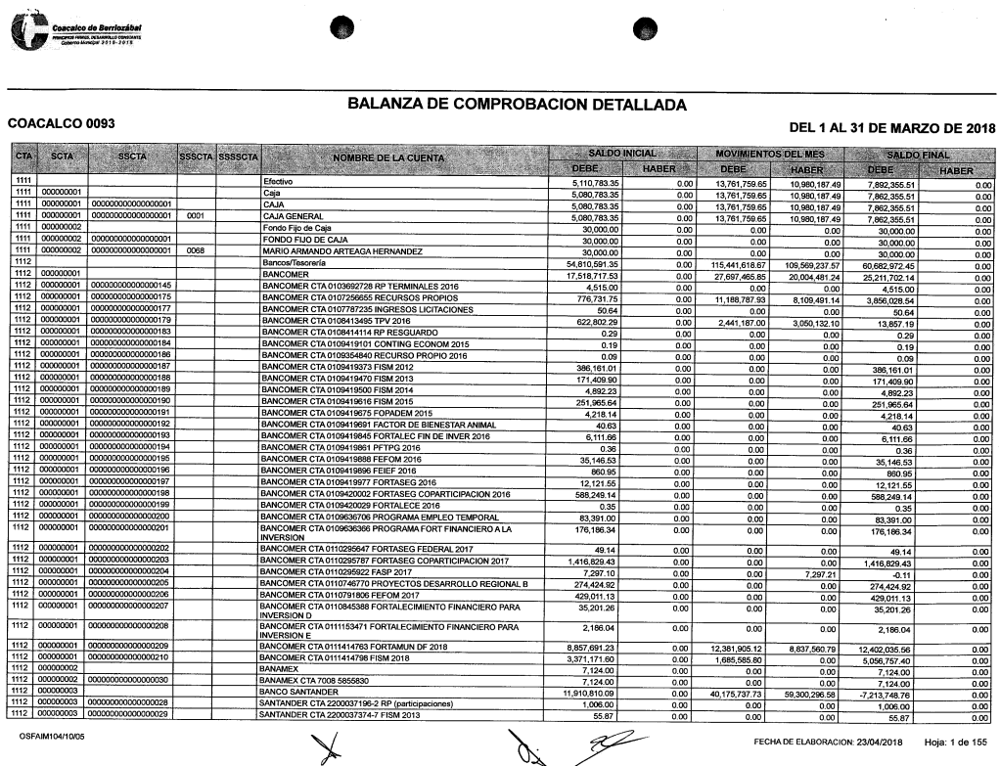 Coacalco de Berriozábal
PRINCIPIOS FIRMES, DESARROLLO CONSTANTE
Gobierno Municipal 2016-2018
BALANZA DE COMPROBACION DETALLADA
COACALCO 0093
DEL 1 AL 31 DE MARZO DE 2018
CTA SCTA SSCTA SSSCTA SSSSCTA NOMBRE DE LA CUENTA SALDO INICIAL MOVIMIENTOS DEL MES SALDO FINAL
DEBE HABER DEBE HABER DEBE HABER
1111 Efectivo 5,110,783.35 0.00 13,761,759.65 10,980,187.49 7,892,355.51 0.00
1111 000000001 Caja 5,080,783.35 0.00 13,761,759.65 10,980,187.49 7,862,355.51 0.00
1111 000000001 000000000000000001 CAJA 5,080,783.35 0.00 13,761,759.65 10,980,187.49 7,862,355.51 0.00
1111 000000001 000000000000000001 0001 CAJA GENERAL 5,080,783.35 0.00 13,761,759.65 10,980,187.49 7,862,355.51 0.00
1111 000000002 Fondo Fijo de Caja 30,000.00 0.00 0.00 0.00 30,000.00 0.00
1111 000000002 000000000000000001 FONDO FIJO DE CAJA 30,000.00 0.00 0.00 0.00 30,000.00 0.00
1111 000000002 000000000000000001 0068 MARIO ARMANDO ARTEAGA HERNANDEZ 30,000.00 0.00 0.00 0.00 30,000.00 0.00
1112 Bancos/Tesorería 54,810,591.35 0.00 115,441,618.67 109,569,237.57 60,682,972.45 0.00
1112 000000001 BANCOMER 17,518,717.53 0.00 27,697,465.85 20,004,481.24 25,211,702.14 0.00
1112 000000001 000000000000000145 BANCOMER CTA 0103692728 RP TERMINALES 2016 4,515.00 0.00 0.00 0.00 4,515.00 0.00
1112 000000001 000000000000000175 BANCOMER CTA 0107256655 RECURSOS PROPIOS 776,731.75 0.00 11,188,787.93 8,109,491.14 3,856,028.54 0.00
1112 000000001 000000000000000177 BANCOMER CTA 0107787235 INGRESOS LICITACIONES 50.64 0.00 0.00 0.00 50.64 0.00
1112 000000001 000000000000000179 BANCOMER CTA 0108413495 TPV 2016 622,802.29 0.00 2,441,187.00 3,050,132.10 13,857.19 0.00
1112 000000001 000000000000000183 BANCOMER CTA 0108414114 RP RESGUARDO 0.29 0.00 0.00 0.00 0.29 0.00
1112 000000001 000000000000000184 BANCOMER CTA 0109419101 CONTING ECONOM 2015 0.19 0.00 0.00 0.00 0.19 0.00
1112 000000001 000000000000000186 BANCOMER CTA 0109354840 RECURSO PROPIO 2016 0.09 0.00 0.00 0.00 0.09 0.00
1112 000000001 000000000000000187 BANCOMER CTA 0109419373 FISM 2012 386,161.01 0.00 0.00 0.00 386,161.01 0.00
1112 000000001 000000000000000188 BANCOMER CTA 0109419470 FISM 2013 171,409.90 0.00 0.00 0.00 171,409.90 0.00
1112 000000001 000000000000000189 BANCOMER CTA 0109419500 FISM 2014 4,892.23 0.00 0.00 0.00 4,892.23 0.00
1112 000000001 000000000000000190 BANCOMER CTA 0109419616 FISM 2015 251,965.64 0.00 0.00 0.00 251,965.64 0.00
1112 000000001 000000000000000191 BANCOMER CTA 0109419675 FOPADEM 2015 4,218.14 0.00 0.00 0.00 4,218.14 0.00
1112 000000001 000000000000000192 BANCOMER CTA 0109419691 FACTOR DE BIENESTAR ANIMAL 40.63 0.00 0.00 0.00 40.63 0.00
1112 000000001 000000000000000193 BANCOMER CTA 0109419845 FORTALEC FIN DE INVER 2016 6,111.66 0.00 0.00 0.00 6,111.66 0.00
1112 000000001 000000000000000194 BANCOMER CTA 0109419861 PFTPG 2016 0.36 0.00 0.00 0.00 0.36 0.00
1112 000000001 000000000000000195 BANCOMER CTA 0109419888 FEFOM 2016 35,146.53 0.00 0.00 0.00 35,146.53 0.00
1112 000000001 000000000000000196 BANCOMER CTA 0109419896 FEIEF 2016 860.95 0.00 0.00 0.00 860.95 0.00
1112 000000001 000000000000000197 BANCOMER CTA 0109419977 FORTASEG 2016 12,121.55 0.00 0.00 0.00 12,121.55 0.00
1112 000000001 000000000000000198 BANCOMER CTA 0109420002 FORTASEG COPARTICIPACION 2016 588,249.14 0.00 0.00 0.00 588,249.14 0.00
1112 000000001 000000000000000199 BANCOMER CTA 0109420029 FORTALECE 2016 0.35 0.00 0.00 0.00 0.35 0.00
1112 000000001 000000000000000200 BANCOMER CTA 0109636706 PROGRAMA EMPLEO TEMPORAL 83,391.00 0.00 0.00 0.00 83,391.00 0.00
1112 000000001 000000000000000201 BANCOMER CTA 0109636366 PROGRAMA FORT FINANCIERO A LA 176,186.34 0.00 0.00 0.00 176,186.34 0.00
INVERSION
1112 000000001 000000000000000202 BANCOMER CTA 0110295647 FORTASEG FEDERAL 2017 49.14 0.00 0.00 0.00 49.14 0.00
1112 000000001 000000000000000203 BANCOMER CTA 0110295787 FORTASEG COPARTICIPACION 2017 1,416,829.43 0.00 0.00 0.00 1,416,829.43 0.00
1112 000000001 000000000000000204 BANCOMER CTA 0110295922 FASP 2017 7,297.10 0.00 0.00 7,297.21 -0.11 0.00
1112 000000001 000000000000000205 BANCOMER CTA 0110746770 PROYECTOS DESARROLLO REGIONAL B 274,424.92 0.00 0.00 0.00 274,424.92 0.00
1112 000000001 000000000000000206 BANCOMER CTA 0110791806 FEFOM 2017 429,011.13 0.00 0.00 0.00 429,011.13 0.00
1112 000000001 000000000000000207 BANCOMER CTA 0110845388 FORTALECIMIENTO FINANCIERO PARA 35,201.26 0.00 0.00 0.00 35,201.26 0.00
INVERSION D
1112 000000001 000000000000000208 BANCOMER CTA 0111153471 FORTALECIMIENTO FINANCIERO PARA 2,186.04 0.00 0.00 0.00 2,186.04 0.00
INVERSION E
1112 000000001 000000000000000209 BANCOMER CTA 0111414763 FORTAMUN DF 2018 8,857,691.23 0.00 12,381,905.12 8,837,560.79 12,402,035.56 0.00
1112 000000001 000000000000000210 BANCOMER CTA 0111414798 FISM 2018 3,371,171.60 0.00 1,685,585.80 0.00 5,056,757.40 0.00
1112 000000002 BANAMEX 7,124.00 0.00 0.00 0.00 7,124.00 0.00
1112 000000002 000000000000000030 BANAMEX CTA 7008 5855830 7,124.00 0.00 0.00 0.00 7,124.00 0.00
1112 000000003 BANCO SANTANDER 11,910,810.09 0.00 40,175,737.73 59,300,296.58 -7,213,748.76 0.00
1112 000000003 000000000000000028 SANTANDER CTA 2200037196-2 RP (participaciones) 1,006.00 0.00 0.00 0.00 1,006.00 0.00
1112 000000003 000000000000000029 SANTANDER CTA 2200037374-7 FISM 2013 55.87 0.00 0.00 0.00 55.87 0.00
OSFAIM104/10/05
FECHA DE ELABORACION: 23/04/2018 Hoja: 1 de 155